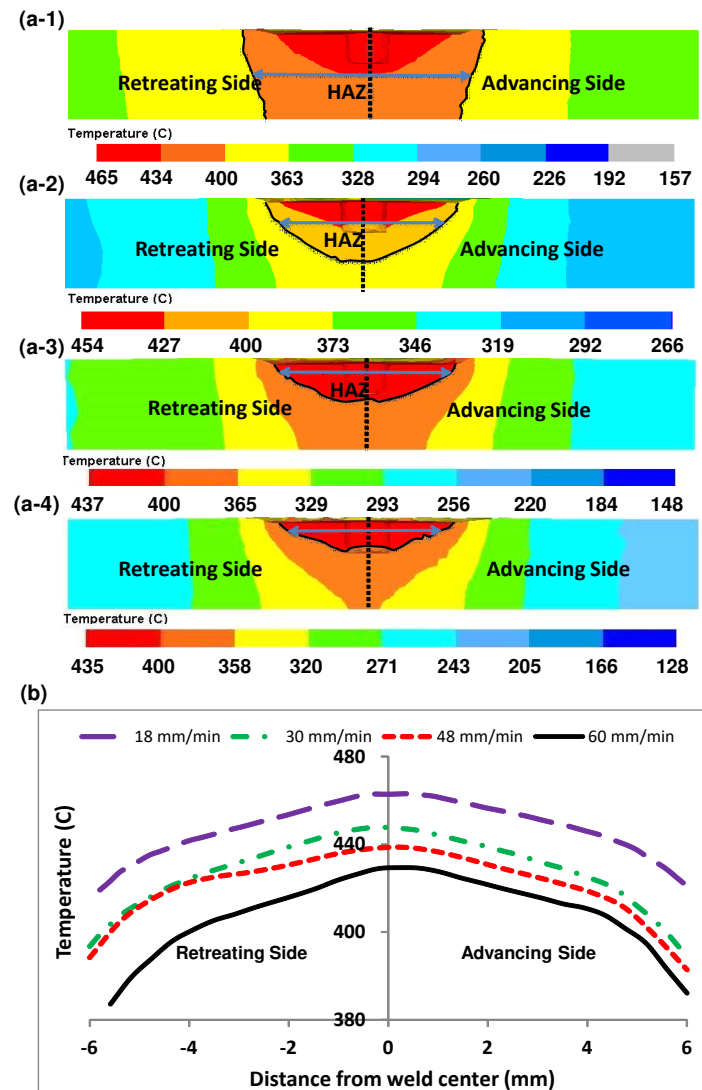 (a-1)
Retreating Side
Advancing Side
HAZ
Temperature (C)
465 434 400 363 328 294 260 226 192 157
(a-2)
Retreating Side
HAZ
Advancing Side
Temperature (C)
454 427 400 373 346 319 292 266
(a-3)
Retreating Side
HAZ
Advancing Side
Temperature (C)
437 400 365 329 293 256 220 184 148
(a-4)
Retreating Side
Advancing Side
Temperature (C)
435 400 358 320 271 243 205 166 128
(b)
18 mm/min 30 mm/min 48 mm/min 60 mm/min
480
440
400
380
Temperature (C)
Retreating Side
Advancing Side
-6 -4 -2 0 2 4 6
Distance from weld center (mm)